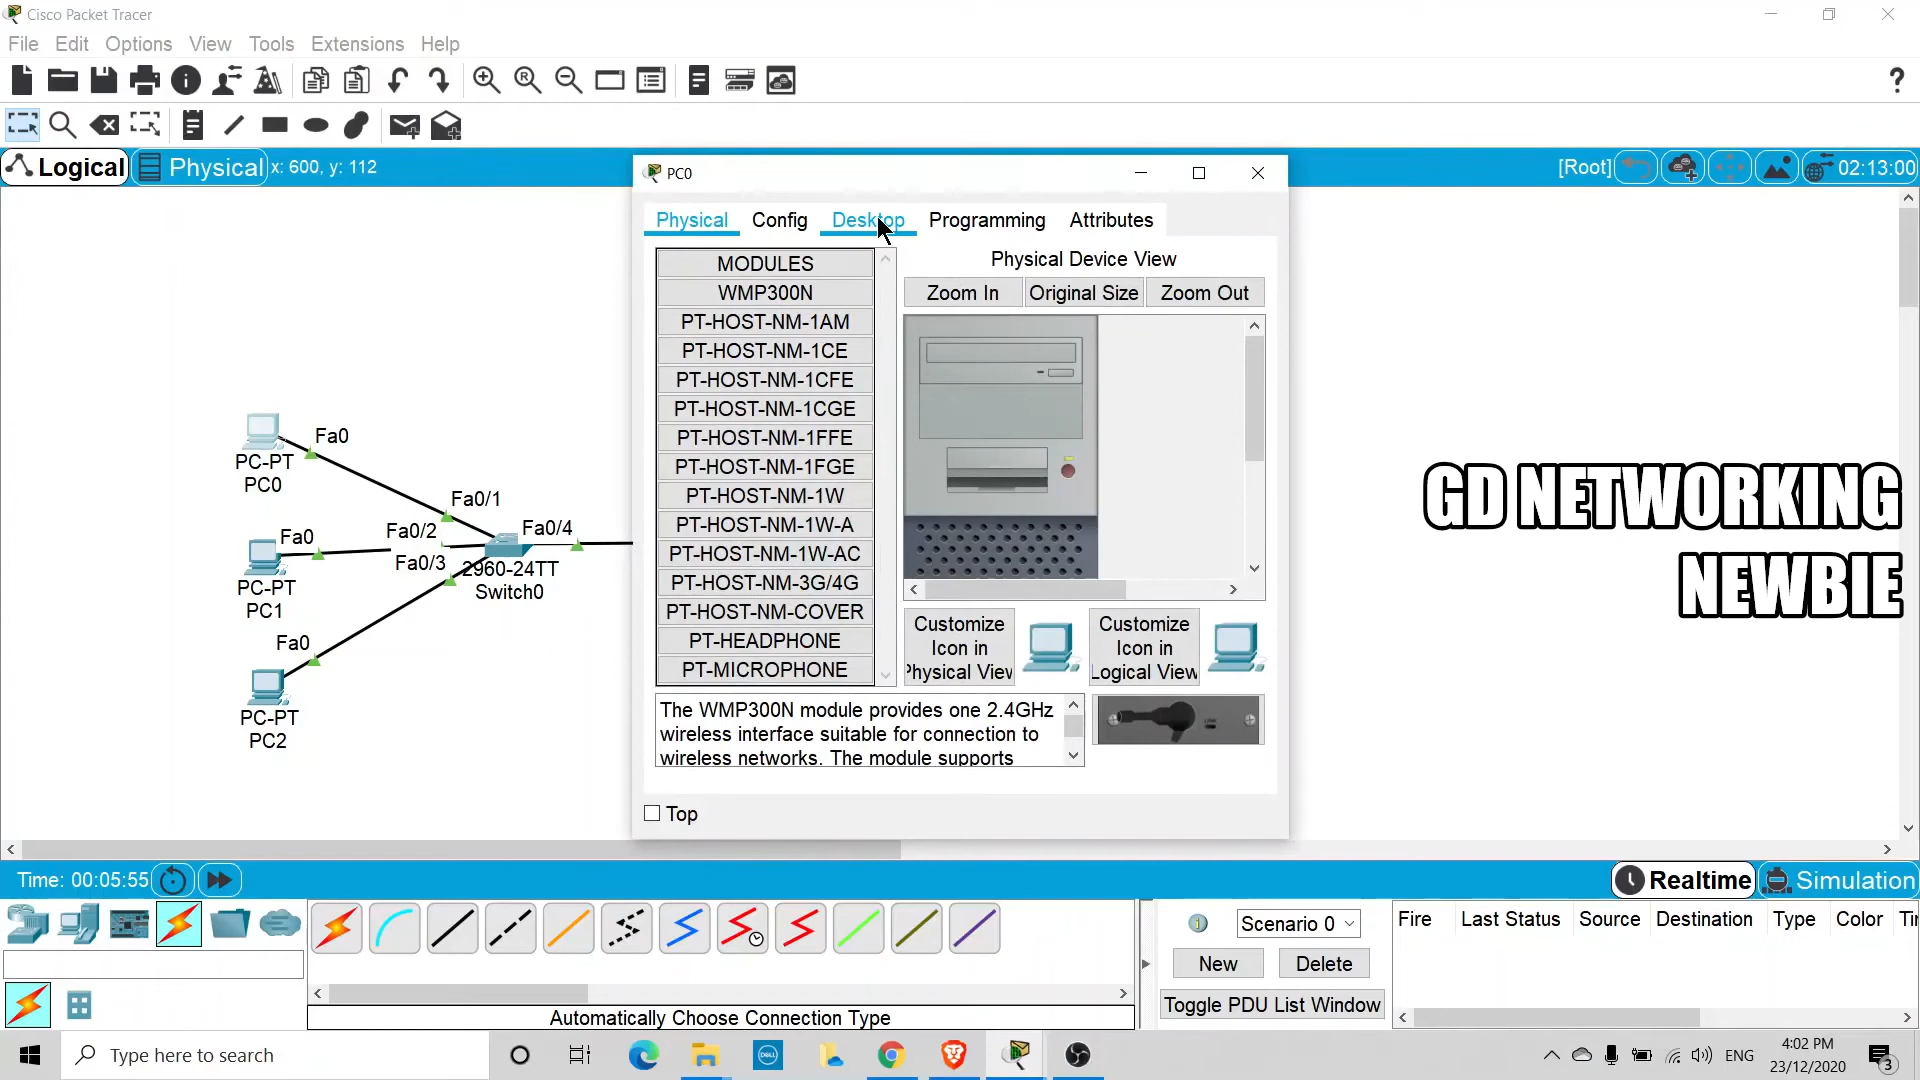 Cisco Packet Tracer
File Edit Options View Tools Extensions Help
Logical Physical x: 600, y: 112
[Root] 02:13:00
PC0
Physical Config Desktop Programming Attributes
MODULES
WMP300N
PT-HOST-NM-1AM
PT-HOST-NM-1CE
PT-HOST-NM-1CFE
PT-HOST-NM-1CGE
PT-HOST-NM-1FFE
PT-HOST-NM-1FGE
PT-HOST-NM-1W
PT-HOST-NM-1W-A
PT-HOST-NM-1W-AC
PT-HOST-NM-3G/4G
PT-HOST-NM-COVER
PT-HEADPHONE
PT-MICROPHONE
Physical Device View
Zoom In Original Size Zoom Out
Customize
Icon in
Physical View
Customize
Icon in
Logical View
The WMP300N module provides one 2.4GHz
wireless interface suitable for connection to
wireless networks. The module supports
Top
Fa0
PC-PT
PC0
Fa0/1
Fa0/2
Fa0/4
Fa0
Fa0/3
2960-24TT
Switch0
PC-PT
PC1
Fa0
PC-PT
PC2
GD NETWORKING
NEWBIE
Time: 00:05:55
Realtime Simulation
Scenario 0
New Delete
Toggle PDU List Window
Fire Last Status Source Destination Type Color
Automatically Choose Connection Type
Type here to search
DELL
ENG
4:02 PM
23/12/2020
3